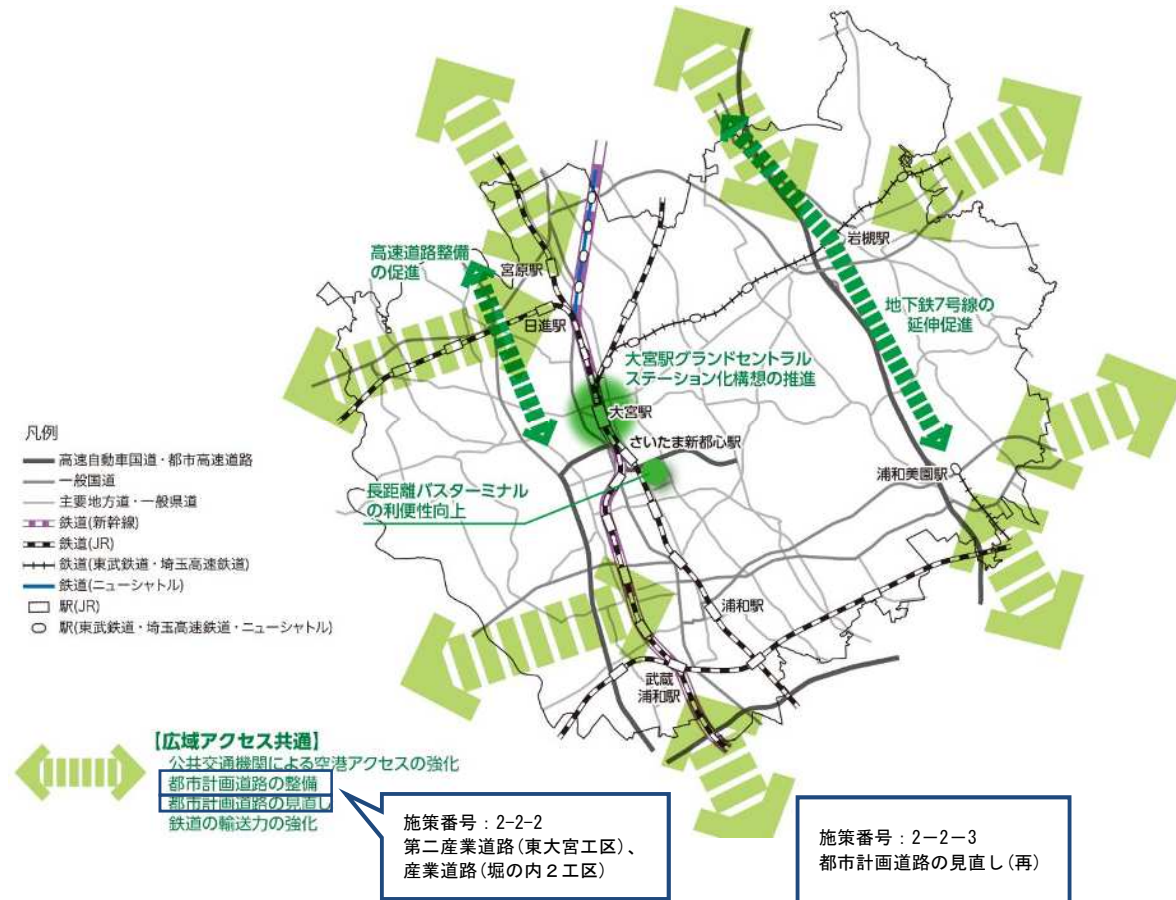 高速道路整備
の促進
宮原駅
日進駅
岩槻駅
地下鉄7号線の
延伸促進
大宮駅グランドセントラル
ステーション化構想の推進
大宮駅
さいたま新都心駅
浦和美園駅
長距離バスターミナル
の利便性向上
浦和駅
武蔵
浦和駅
凡例
高速自動車国道・都市高速道路
一般国道
主要地方道・一般県道
鉄道(新幹線)
鉄道(JR)
鉄道(東武鉄道・埼玉高速鉄道)
鉄道(ニューシャトル)
駅(JR)
駅(東武鉄道・埼玉高速鉄道・ニューシャトル)
【広域アクセス共通】
公共交通機関による空港アクセスの強化
都市計画道路の整備
都市計画道路の見直し
鉄道の輸送力の強化
施策番号：2-2-2
第二産業道路(東大宮工区)、
産業道路(堀の内２工区)
施策番号：2－2－3
都市計画道路の見直し(再)